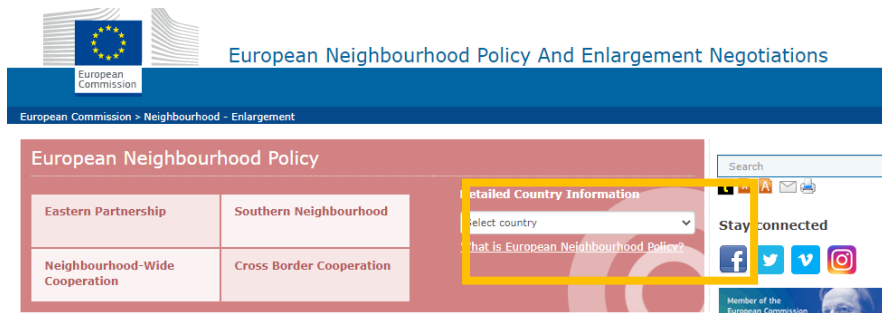 European
Commission
European Neighbourhood Policy And Enlargement Negotiations
European Commission > Neighbourhood - Enlargement
European Neighbourhood Policy
Eastern Partnership
Southern Neighbourhood
Neighbourhood-Wide
Cooperation
Cross Border Cooperation
Detailed Country Information
Select country
What is European Neighbourhood Policy?
Search
A
Stay connected
Member of the
European Commission